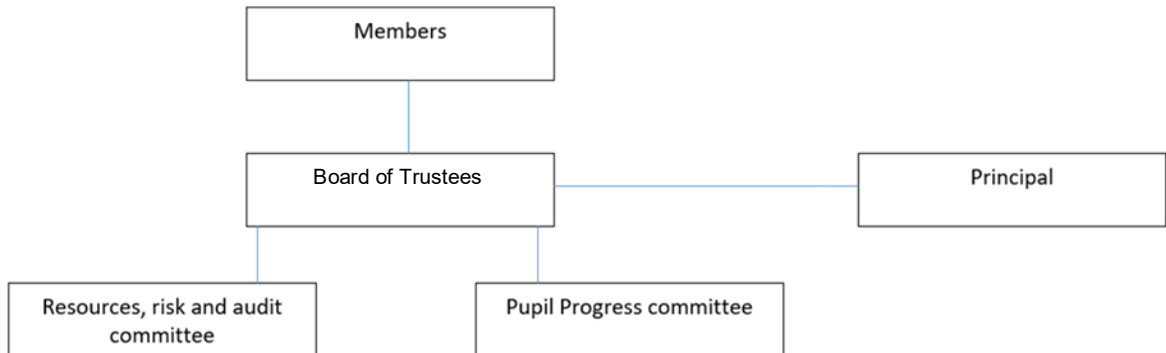 Members
Board of Trustees
Principal
Resources, risk and audit
committee
Pupil Progress committee